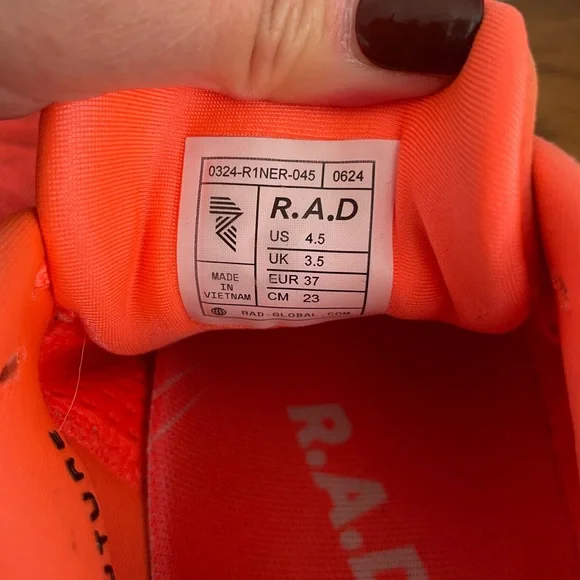 0324-R1NER-045 0624
R.A.D
US 4.5
UK 3.5
EUR 37
CM 23
MADE
IN
VIETNAM
RAD-GLOBAL.COM
R.A.D
TURE